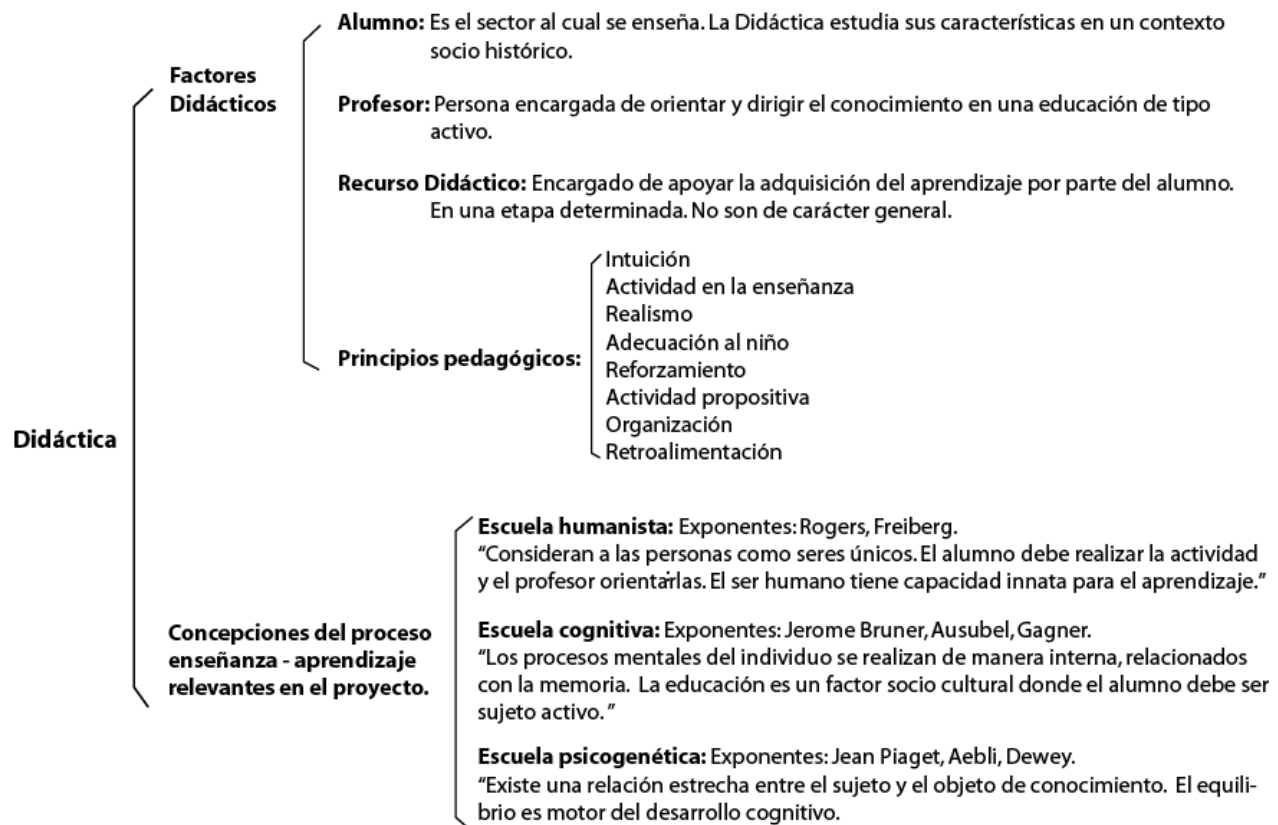 Alumno: Es el sector al cual se enseña. La Didáctica estudia sus características en un contexto
socio histórico.
Factores
Didácticos
Profesor: Persona encargada de orientar y dirigir el conocimiento en una educación de tipo
activo.
Recurso Didáctico: Encargado de apoyar la adquisición del aprendizaje por parte del alumno.
En una etapa determinada. No son de carácter general.
Principios pedagógicos:
Intuición
Actividad en la enseñanza
Realismo
Adecuación al niño
Reforzamiento
Actividad propositiva
Organización
Retroalimentación
Didáctica
Concepciones del proceso
enseñanza - aprendizaje
relevantes en el proyecto.
Escuela humanista: Exponentes: Rogers, Freiberg.
“Consideran a las personas como seres únicos. El alumno debe realizar la actividad
y el profesor orientarlas. El ser humano tiene capacidad innata para el aprendizaje.”
Escuela cognitiva: Exponentes: Jerome Bruner, Ausubel, Gagner.
“Los procesos mentales del individuo se realizan de manera interna, relacionados
con la memoria. La educación es un factor socio cultural donde el alumno debe ser
sujeto activo. ”
Escuela psicogenética: Exponentes: Jean Piaget, Aebli, Dewey.
“Existe una relación estrecha entre el sujeto y el objeto de conocimiento. El equili-
brio es motor del desarrollo cognitivo.